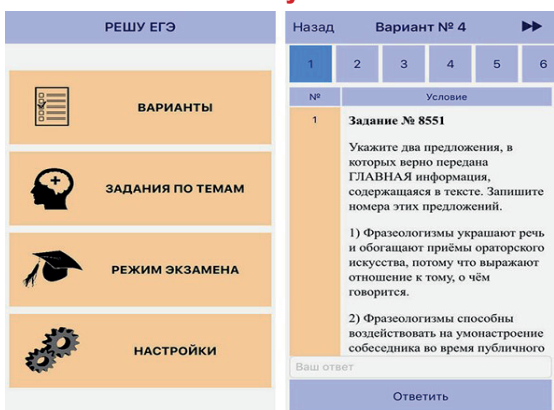 РЕШУ ЕГЭ
ВАРИАНТЫ
ЗАДАНИЯ ПО ТЕМАМ
РЕЖИМ ЭКЗАМЕНА
НАСТРОЙКИ
Назад Вариант № 4
1 2 3 4 5 6
№ Условие
1 Задание № 8551
Укажите два предложения, в
которых верно передана
ГЛАВНАЯ информация,
содержащаяся в тексте. Запишите
номера этих предложений.
1) Фразеологизмы украшают речь
и обогащают приёмы ораторского
искусства, потому что выражают
отношение к тому, о чём
говорится.
2) Фразеологизмы способны
воздействовать на умонастроение
собеседника во время публичного
Ваш ответ
Ответить